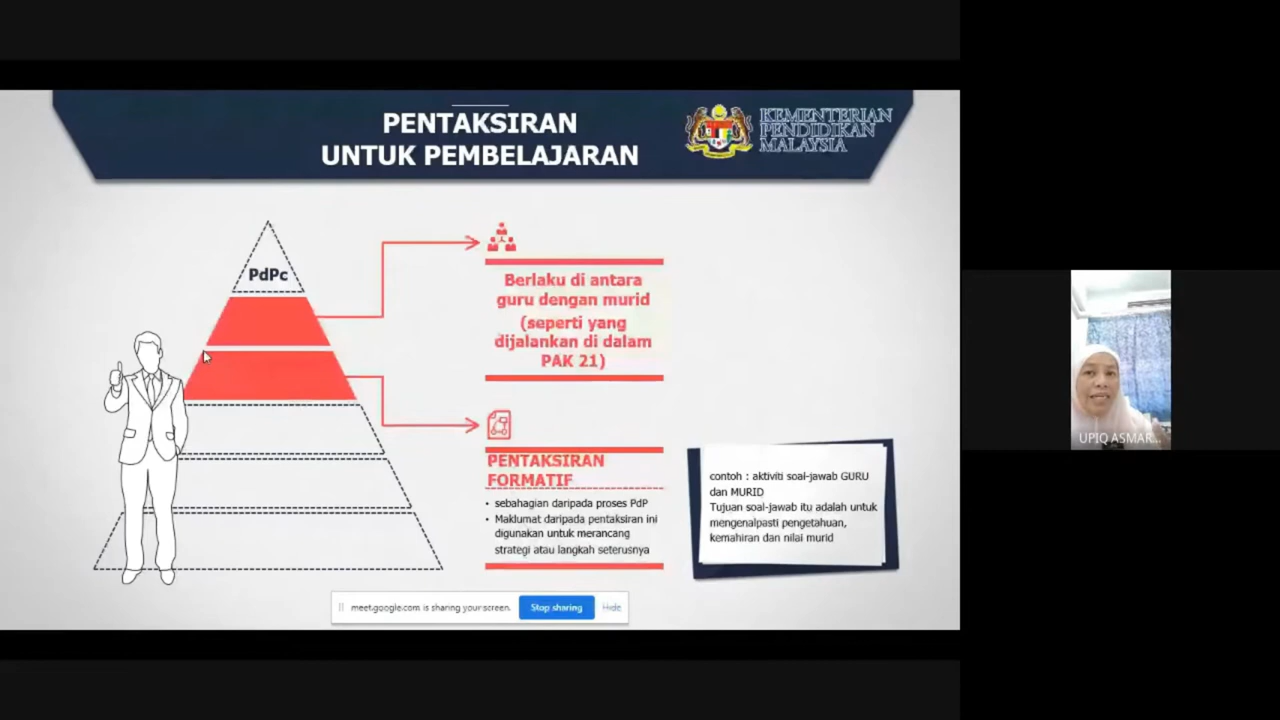 PENTAKSIRAN
UNTUK PEMBELAJARAN
KEMENTERIAN
PENDIDIKAN
MALAYSIA
PdPc
Berlaku di antara
guru dengan murid
(seperti yang
dijalankan di dalam
PAK 21)
PENTAKSIRAN
FORMATIF
• sebahagian daripada proses PdP
• Maklumat daripada pentaksiran ini
digunakan untuk merancang
strategi atau langkah seterusnya
contoh : aktiviti soal-jawab GURU
dan MURID
Tujuan soal-jawab itu adalah untuk
mengenalpasti pengetahuan,
kemahiran dan nilai murid
meet.google.com is sharing your screen.
Stop sharing
Hide
UPIQ ASMAR...